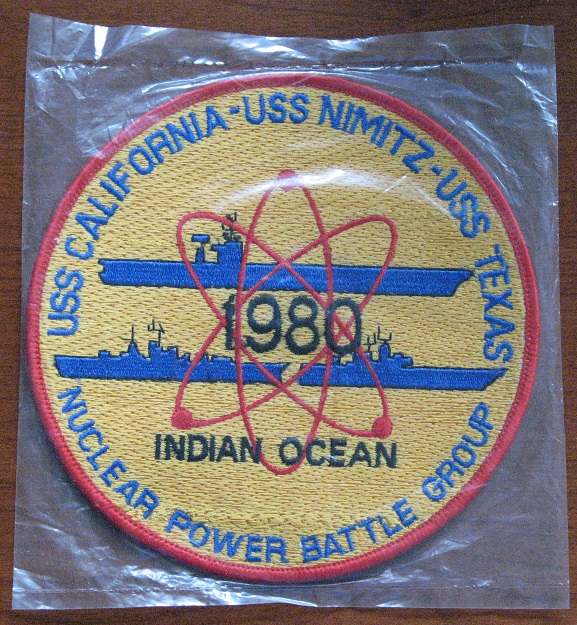 USS CALIFORNIA-USS NIMITZ-USS TEXAS
1980
INDIAN OCEAN
NUCLEAR POWER BATTLE GROUP